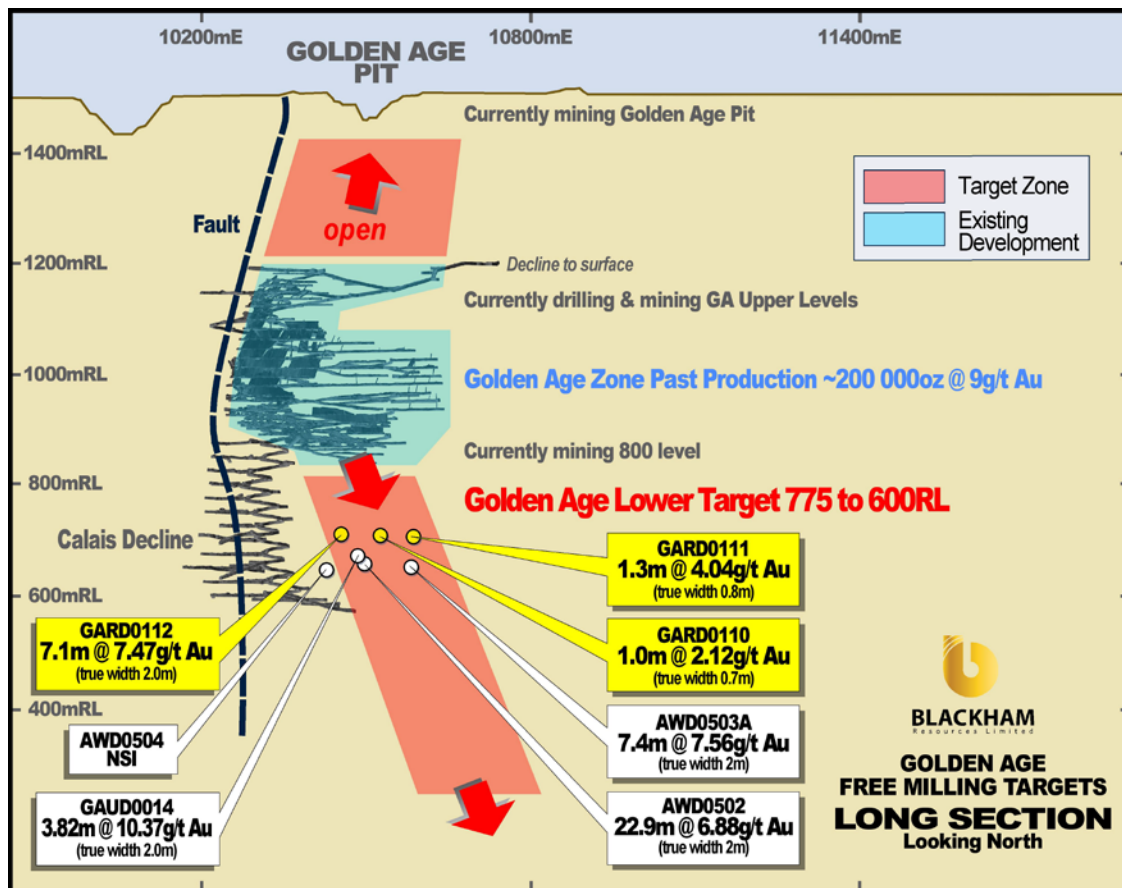 10200mE
10800mE
11400mE
GOLDEN AGE
PIT
Currently mining Golden Age Pit
1400mRL
Target Zone
Existing
Development
Fault
open
1200mRL
Decline to surface
Currently drilling & mining GA Upper Levels
1000mRL
Golden Age Zone Past Production ~200 000oz @ 9g/t Au
Currently mining 800 level
800mRL
Golden Age Lower Target 775 to 600RL
Calais Decline
600mRL
GARD0111
1.3m @ 4.04g/t Au
(true width 0.8m)
GARD0112
7.1m @ 7.47g/t Au
(true width 2.0m)
GARD0110
1.0m @ 2.12g/t Au
(true width 0.7m)
400mRL
AWD0504
NSI
AWD0503A
7.4m @ 7.56g/t Au
(true width 2m)
GAUD0014
3.82m @ 10.37g/t Au
(true width 2.0m)
AWD0502
22.9m @ 6.88g/t Au
(true width 2m)
BLACKHAM
Resources Limited
GOLDEN AGE
FREE MILLING TARGETS
LONG SECTION
Looking North